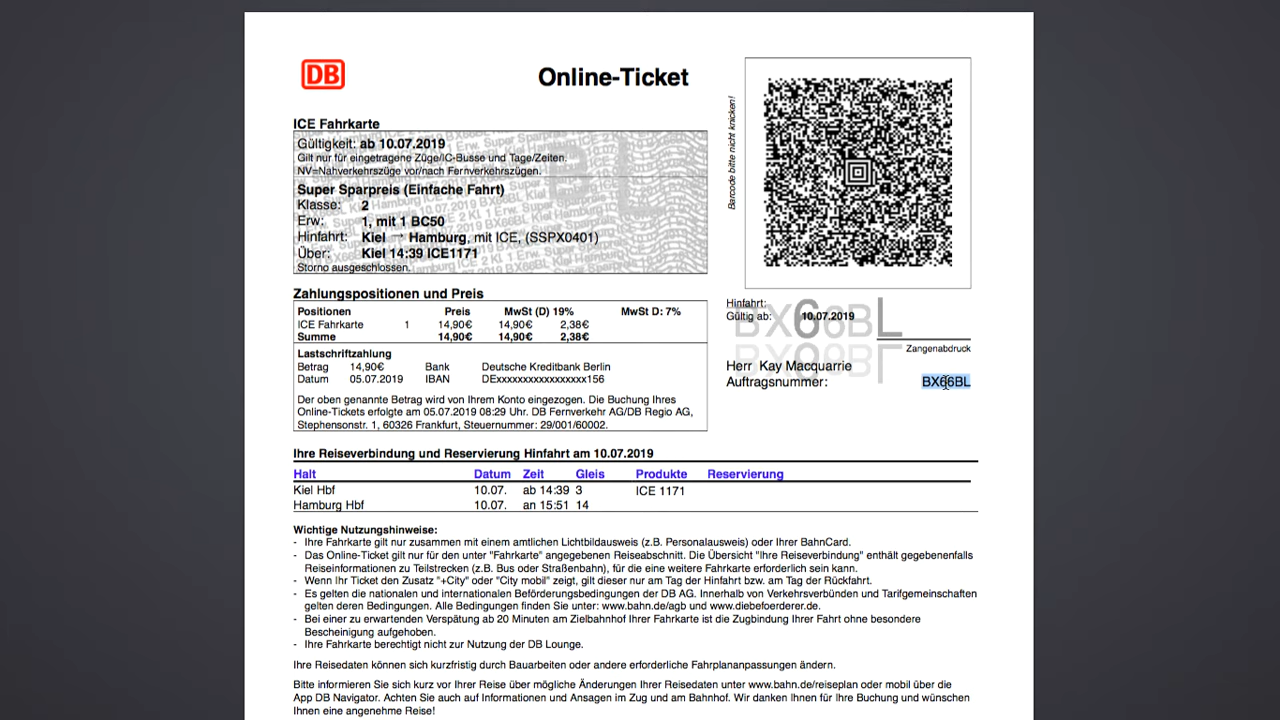 DB
Online-Ticket
Barcode bitte nicht knicken!
ICE Fahrkarte
Gültigkeit: ab 10.07.2019
Gilt nur für eingetragene Züge/IC-Busse und Tage/Zeiten.
NV=Nahverkehrszüge vor/nach Fernverkehrszügen.
Super Sparpreis (Einfache Fahrt)
Klasse: 2
Erw: 1, mit 1 BC50
Hinfahrt: Kiel → Hamburg, mit ICE, (SSPX0401)
Über: Kiel 14:39 ICE1171
Storno ausgeschlossen.
Zahlungspositionen und Preis
Positionen Preis MwSt (D) 19% MwSt D: 7%
ICE Fahrkarte 1 14,90€ 14,90€ 2,38€
Summe 14,90€ 14,90€ 2,38€
Lastschriftzahlung
Betrag 14,90€ Bank Deutsche Kreditbank Berlin
Datum 05.07.2019 IBAN DExxxxxxxxxxxxxxxxx156
Der oben genannte Betrag wird von Ihrem Konto eingezogen. Die Buchung Ihres
Online-Tickets erfolgte am 05.07.2019 08:29 Uhr. DB Fernverkehr AG/DB Regio AG,
Stephensonstr. 1, 60326 Frankfurt, Steuernummer: 29/001/60002.
Hinfahrt:
BX66BL
Gültig ab: 10.07.2019
Zangenabdruck
Herr Kay Macquarrie
Auftragsnummer: BX66BL
Ihre Reiseverbindung und Reservierung Hinfahrt am 10.07.2019
Halt Datum Zeit Gleis Produkte Reservierung
Kiel Hbf 10.07. ab 14:39 3 ICE 1171
Hamburg Hbf 10.07. an 15:51 14
Wichtige Nutzungshinweise:
- Ihre Fahrkarte gilt nur zusammen mit einem amtlichen Lichtbildausweis (z.B. Personalausweis) oder Ihrer BahnCard.
- Das Online-Ticket gilt nur für den unter "Fahrkarte" angegebenen Reiseabschnitt. Die Übersicht "Ihre Reiseverbindung" enthält gegebenenfalls
Reiseinformationen zu Teilstrecken (z.B. Bus oder Straßenbahn), für die eine weitere Fahrkarte erforderlich sein kann.
- Wenn Ihr Ticket den Zusatz "+City" oder "City mobil" zeigt, gilt dieser nur am Tag der Hinfahrt bzw. am Tag der Rückfahrt.
- Es gelten die nationalen und internationalen Beförderungsbedingungen der DB AG. Innerhalb von Verkehrsverbünden und Tarifgemeinschaften
gelten deren Bedingungen. Alle Bedingungen finden Sie unter: www.bahn.de/agb und www.diebefoerderer.de.
- Bei einer zu erwartenden Verspätung ab 20 Minuten am Zielbahnhof Ihrer Fahrkarte ist die Zugbindung Ihrer Fahrt ohne besondere
Bescheinigung aufgehoben.
- Ihre Fahrkarte berechtigt nicht zur Nutzung der DB Lounge.
Ihre Reisedaten können sich kurzfristig durch Bauarbeiten oder andere erforderliche Fahrplananpassungen ändern.
Bitte informieren Sie sich kurz vor Ihrer Reise über mögliche Änderungen Ihrer Reisedaten unter www.bahn.de/reiseplan oder mobil über die
App DB Navigator. Achten Sie auch auf Informationen und Ansagen im Zug und am Bahnhof. Wir danken Ihnen für Ihre Buchung und wünschen
Ihnen eine angenehme Reise!